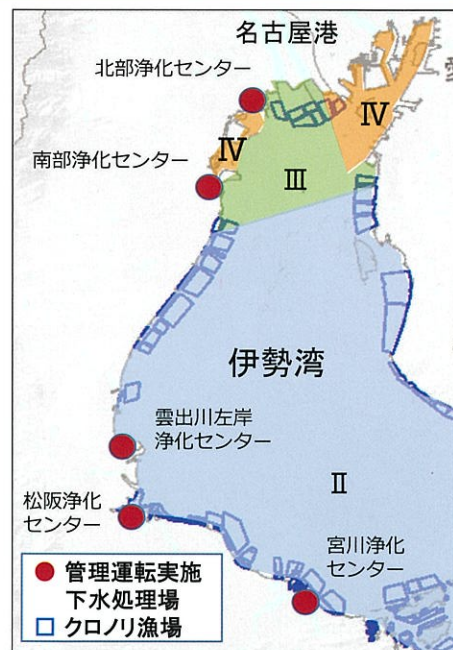 名古屋港
北部浄化センター
Ⅳ
Ⅳ
南部浄化センター
Ⅲ
伊勢湾
雲出川左岸
浄化センター
Ⅱ
松阪浄化
センター
宮川浄化
センター
管理運転実施
下水処理場
クロノリ漁場